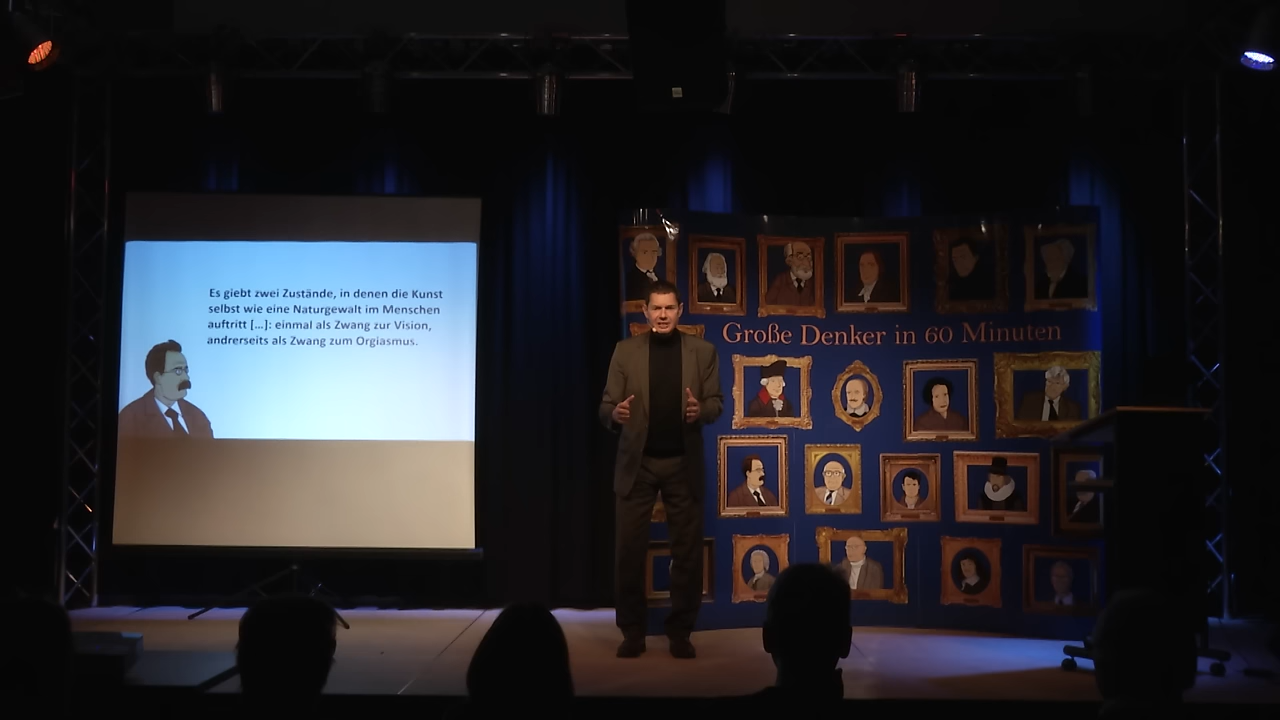 Es giebt zwei Zustände, in denen die Kunst
selbst wie eine Naturgewalt im Menschen
auftritt [...]: einmal als Zwang zur Vision,
andrerseits als Zwang zum Orgiasmus.
Große Denker in 60 Minuten